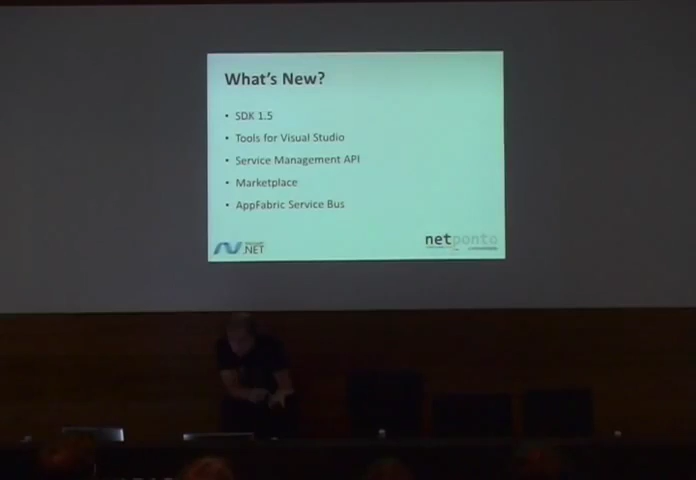 What's New?
• SDK 1.5
• Tools for Visual Studio
• Service Management API
• Marketplace
• AppFabric Service Bus
.NET
netponto